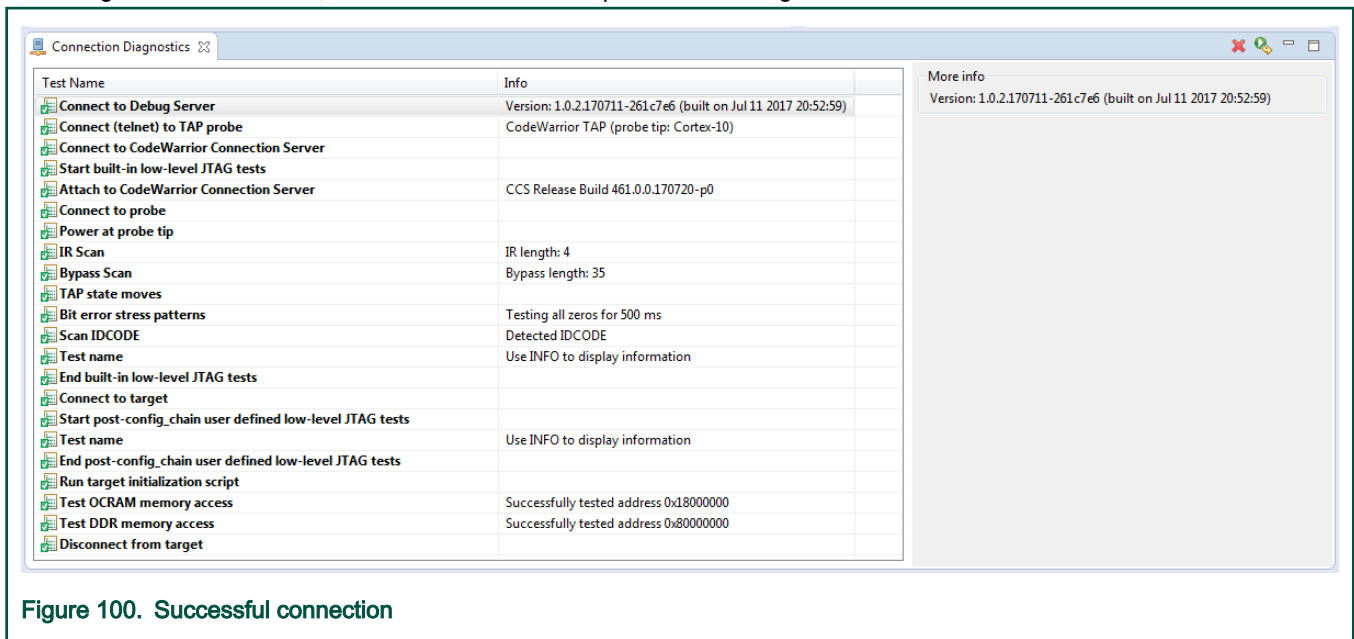 Connection Diagnostics
Test Name Info
Connect to Debug Server Version: 1.0.2.170711-261c7e6 (built on Jul 11 2017 20:52:59)
Connect (telnet) to TAP probe CodeWarrior TAP (probe tip: Cortex-10)
Connect to CodeWarrior Connection Server
Start built-in low-level JTAG tests
Attach to CodeWarrior Connection Server CCS Release Build 461.0.0.170720-p0
Connect to probe
Power at probe tip
IR Scan IR length: 4
Bypass Scan Bypass length: 35
TAP state moves
Bit error stress patterns Testing all zeros for 500 ms
Scan IDCODE Detected IDCODE
Test name Use INFO to display information
End built-in low-level JTAG tests
Connect to target
Start post-config_chain user defined low-level JTAG tests
Test name Use INFO to display information
End post-config_chain user defined low-level JTAG tests
Run target initialization script
Test OCRAM memory access Successfully tested address 0x18000000
Test DDR memory access Successfully tested address 0x80000000
Disconnect from target
More info
Version: 1.0.2.170711-261c7e6 (built on Jul 11 2017 20:52:59)
Figure 100. Successful connection